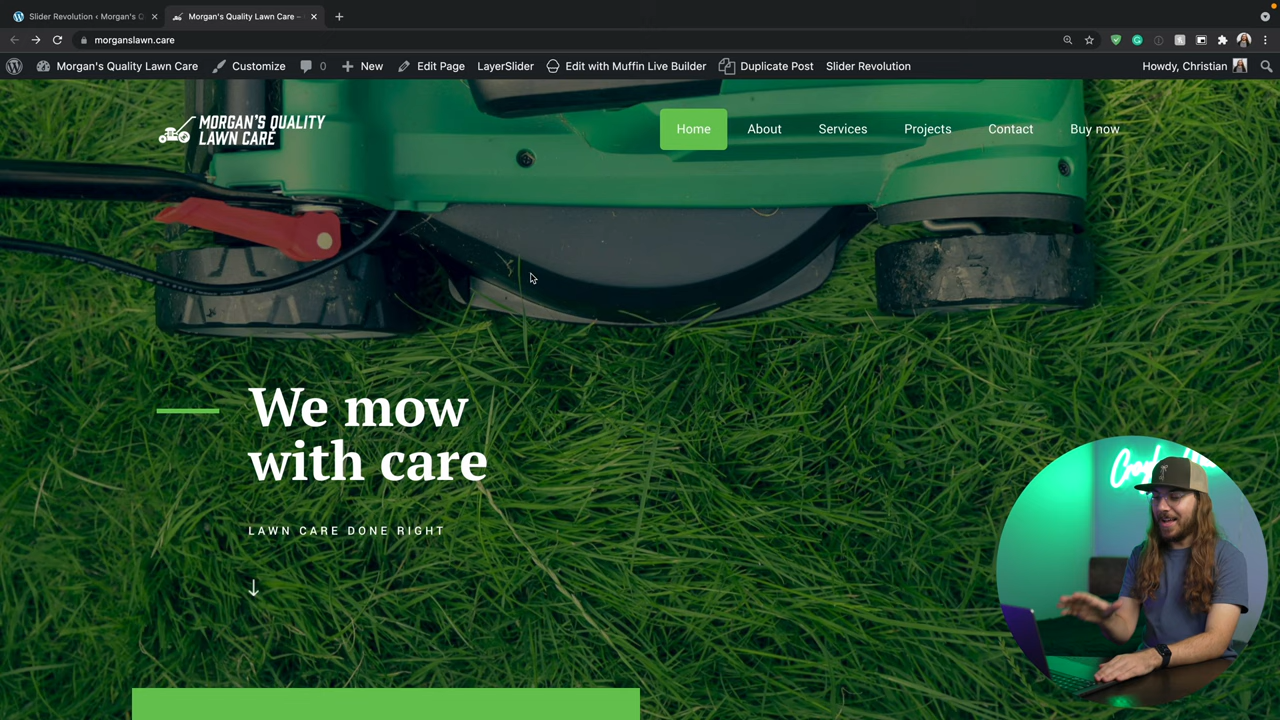 Slider Revolution ‹ Morgan's Q
Morgan's Quality Lawn Care –
morganslawn.care
Morgan's Quality Lawn Care
Customize
0
New
Edit Page
LayerSlider
Edit with Muffin Live Builder
Duplicate Post
Slider Revolution
Howdy, Christian
MORGAN'S QUALITY
LAWN CARE
Home
About
Services
Projects
Contact
Buy now
We mow
with care
LAWN CARE DONE RIGHT